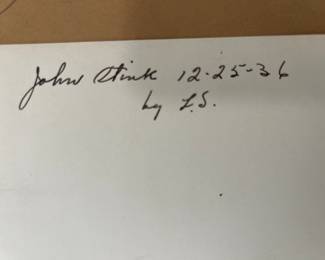 John Stink 12-25-36
by L.S.